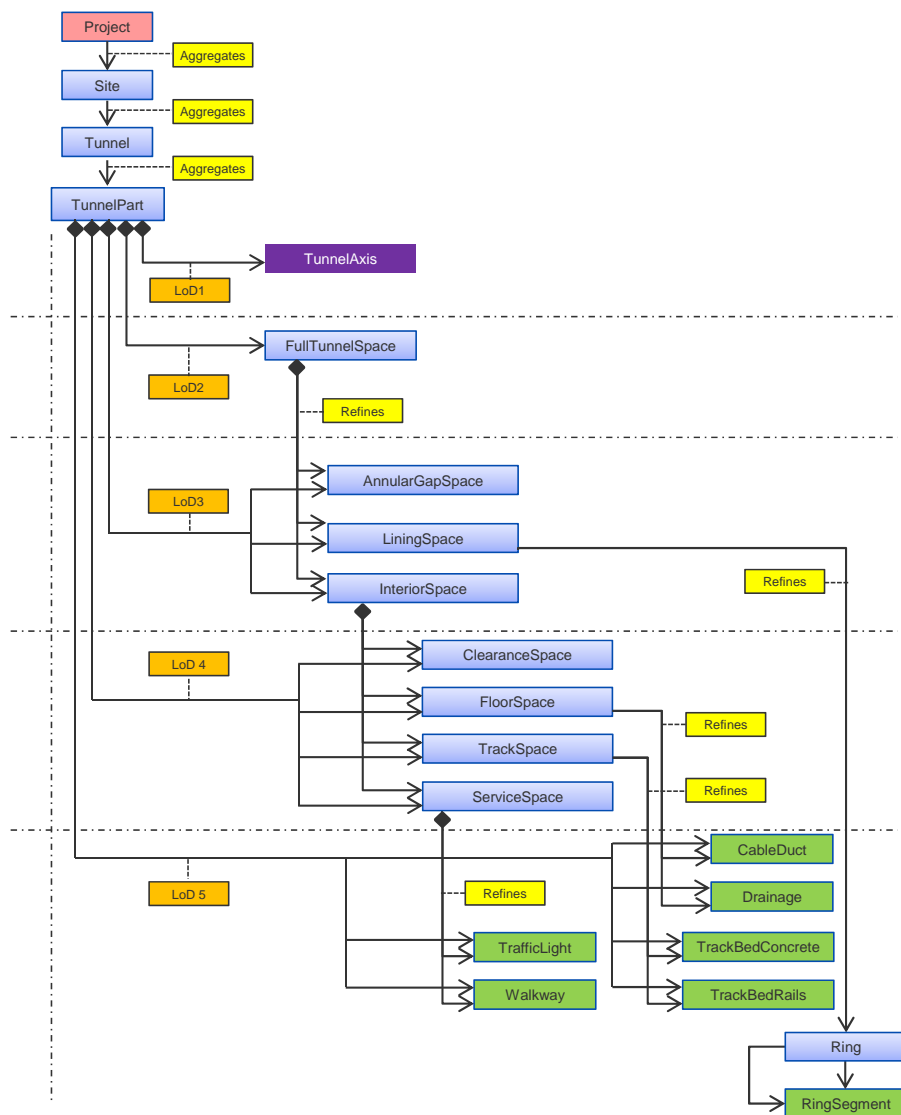 Project
Aggregates
Site
Aggregates
Tunnel
Aggregates
TunnelPart
TunnelAxis
LoD1
FullTunnelSpace
LoD2
Refines
AnnularGapSpace
LoD3
LiningSpace
Refines
InteriorSpace
ClearanceSpace
LoD 4
FloorSpace
Refines
TrackSpace
Refines
ServiceSpace
CableDuct
LoD 5
Refines
Drainage
TrafficLight
TrackBedConcrete
Walkway
TrackBedRails
Ring
RingSegment